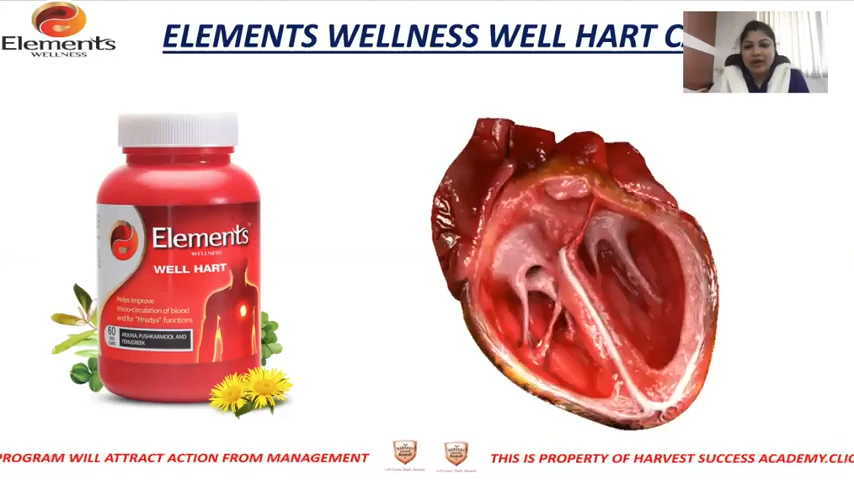 Elements
WELLNESS
ELEMENTS WELLNESS WELL HART
Elements
WELLNESS
WELL HART
Helps improve
micro-circulation of blood
and for "Hrudya" functions
60
ARJUNA, PUSHKARMOOL AND
FENUGREEK
PROGRAM WILL ATTRACT ACTION FROM MANAGEMENT
THIS IS PROPERTY OF HARVEST SUCCESS ACADEMY.CLIC